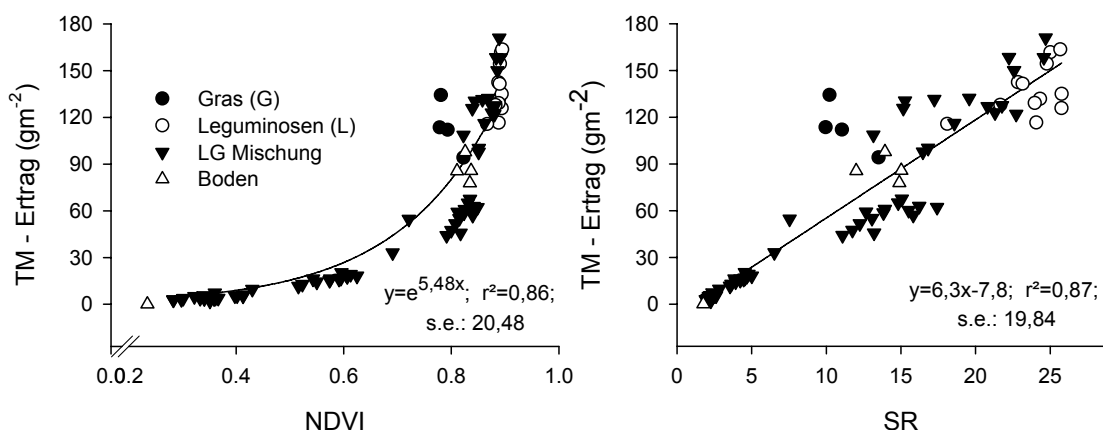 180
150
120
90
60
30
0
TM - Ertrag (gm-2)
Gras (G)
Leguminosen (L)
LG Mischung
Boden
y=e5,48x; r²=0,86;
s.e.: 20,48
0.0 0.2 0.4 0.6 0.8 1.0
NDVI
180
150
120
90
60
30
0
TM - Ertrag (gm-2)
y=6,3x-7,8; r²=0,87;
s.e.: 19,84
0 5 10 15 20 25
SR